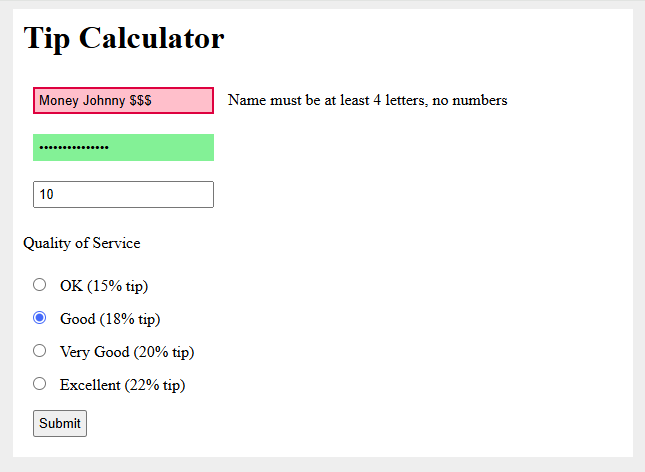 Tip Calculator
Money Johnny $$$ Name must be at least 4 letters, no numbers
•••••••••••••••
10
Quality of Service
OK (15% tip)
Good (18% tip)
Very Good (20% tip)
Excellent (22% tip)
Submit